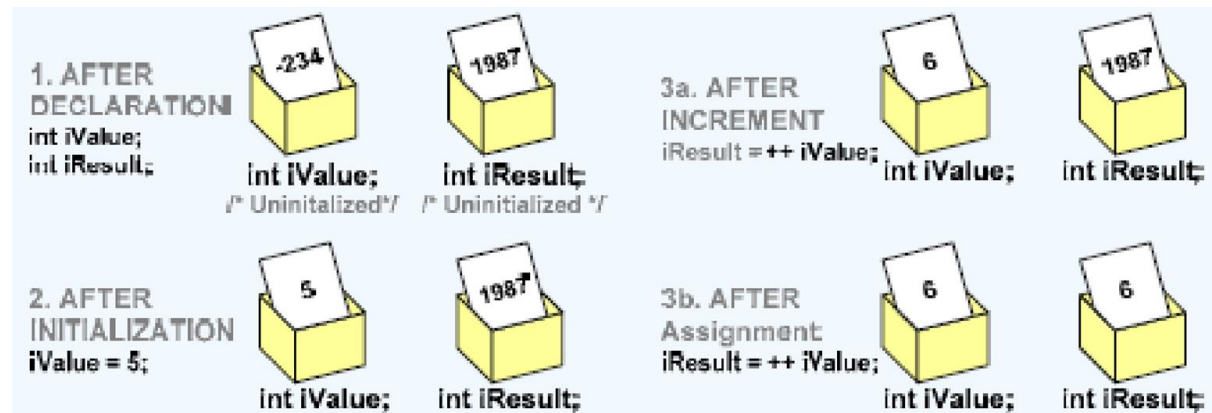 1. AFTER
DECLARATION
int iValue;
int iResult;
-234
1987
int iValue;
int iResult;
/* Uninitalized*/
/* Uninitialized */
2. AFTER
INITIALIZATION
iValue = 5;
5
1987
int iValue;
int iResult;
3a. AFTER
INCREMENT
iResult = ++ iValue;
6
1987
int iValue;
int iResult;
3b. AFTER
Assignment
iResult = ++ iValue;
6
6
int iValue;
int iResult;